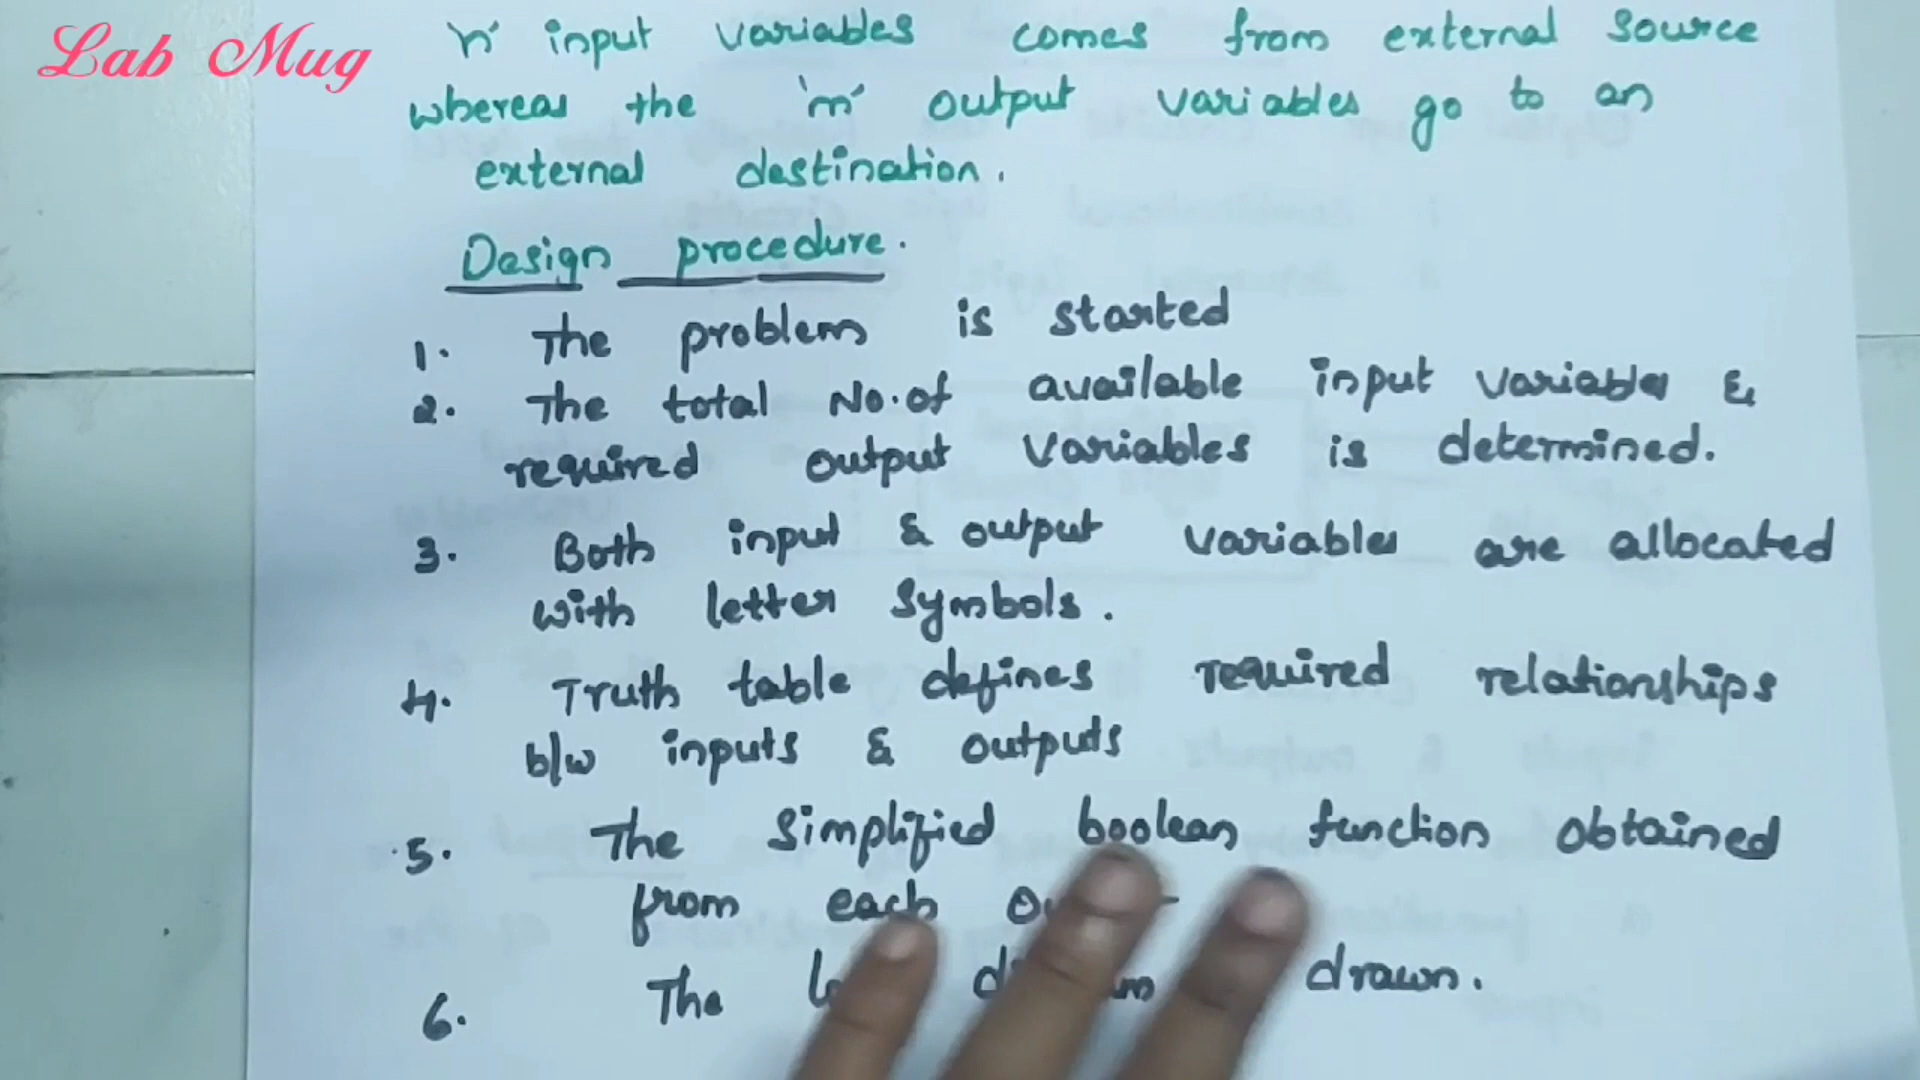 Lab Mug
'n' input variables comes from external source
whereas the 'm' output variables go to an
external destination.
Design procedure.
1. The problem is started
2. The total No.of available input variables &
required output variables is determined.
3. Both input & output variables are allocated
with letter symbols.
4. Truth table defines required relationships
b/w inputs & outputs
5. The simplified boolean function obtained
from each
6. The drawn.